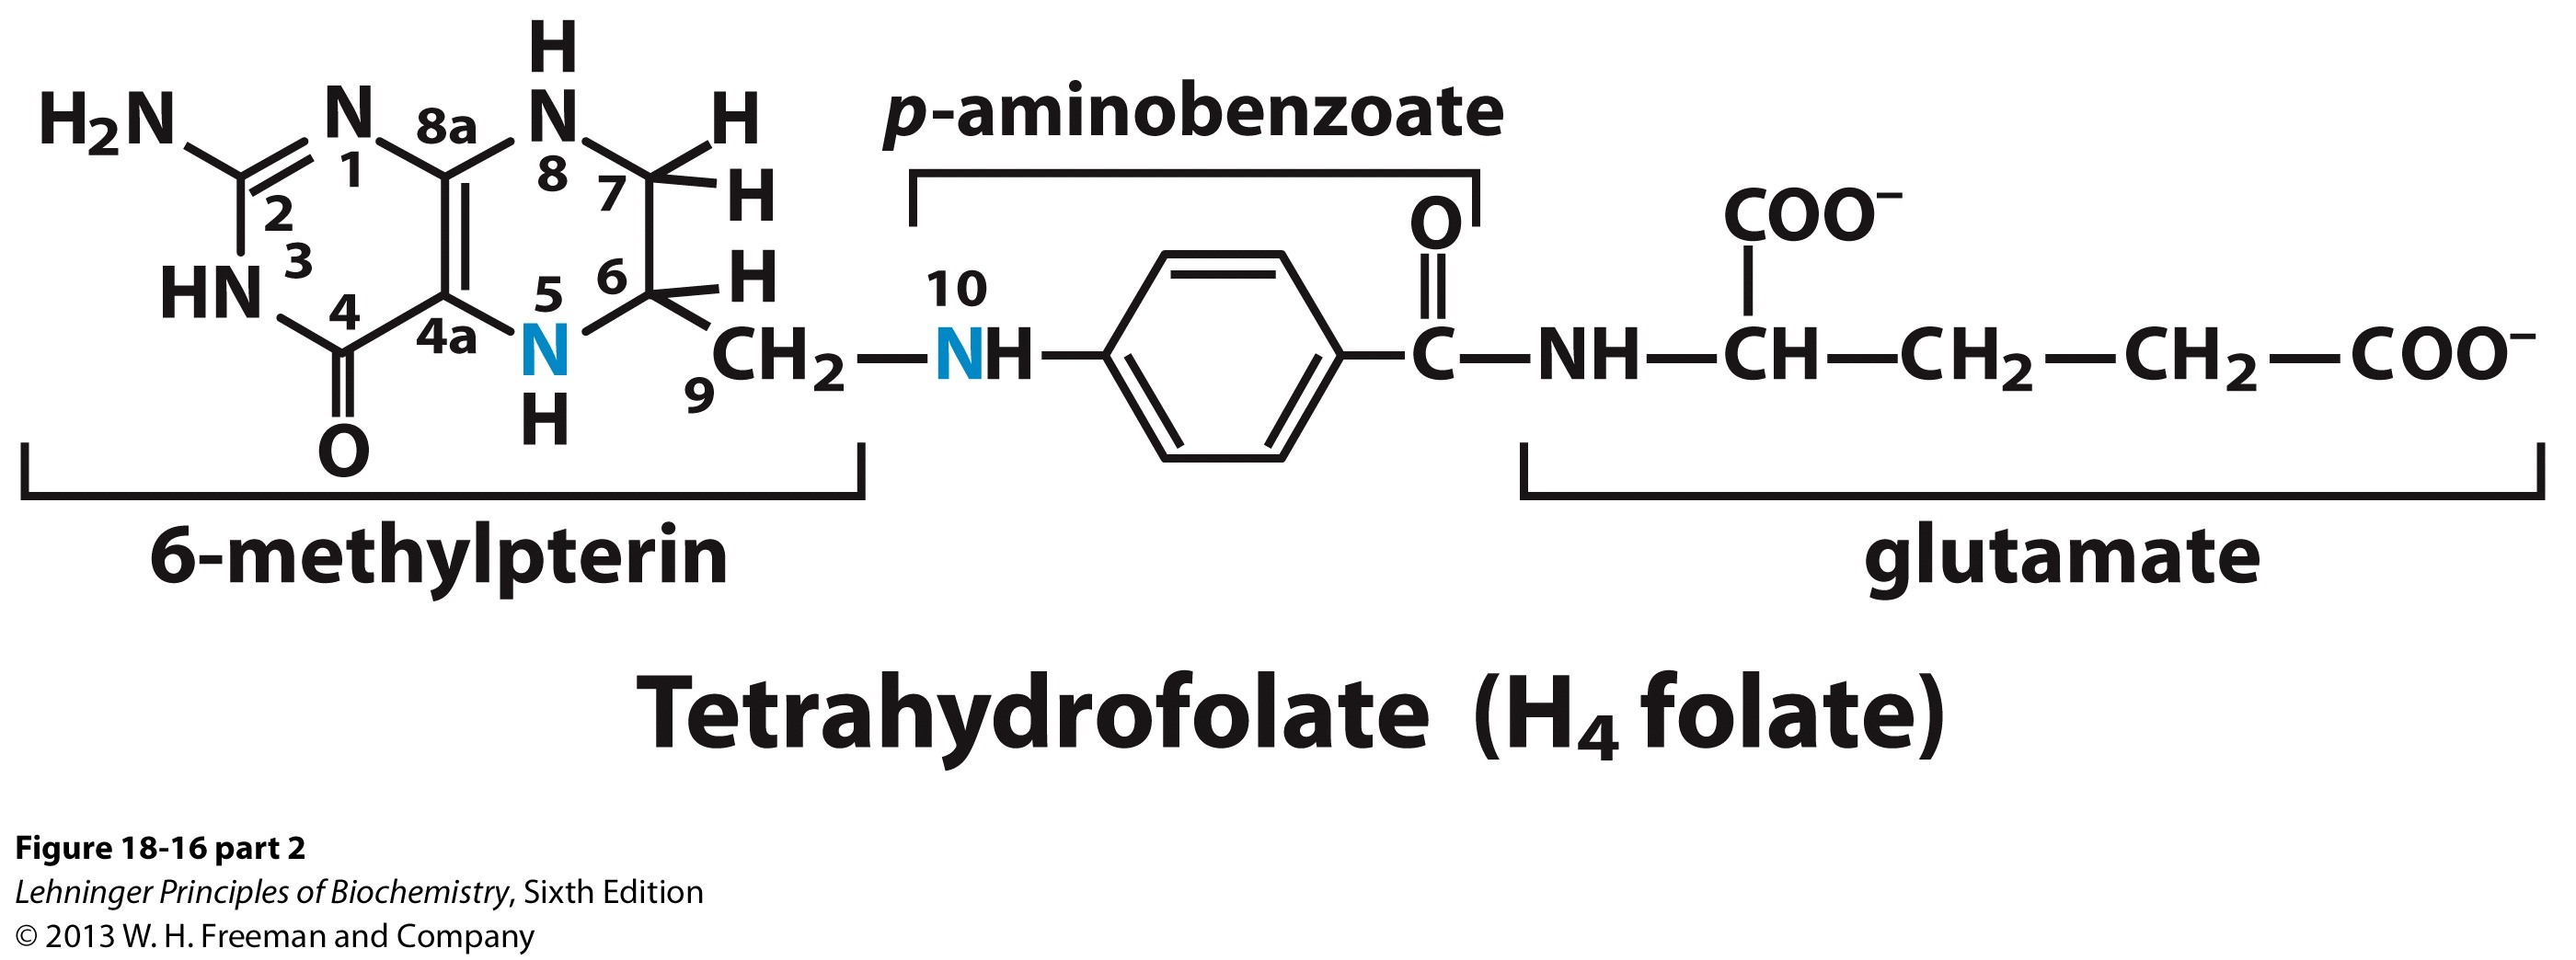 H
H₂N N 8a N H p-aminobenzoate
1 8 7 H
2 O COO⁻
3 6 H
HN 4 5 10
4a N CH₂ NH C NH CH CH₂ CH₂ COO⁻
9
H
O
6-methylpterin glutamate
Tetrahydrofolate (H₄ folate)
Figure 18-16 part 2
Lehninger Principles of Biochemistry, Sixth Edition
© 2013 W. H. Freeman and Company